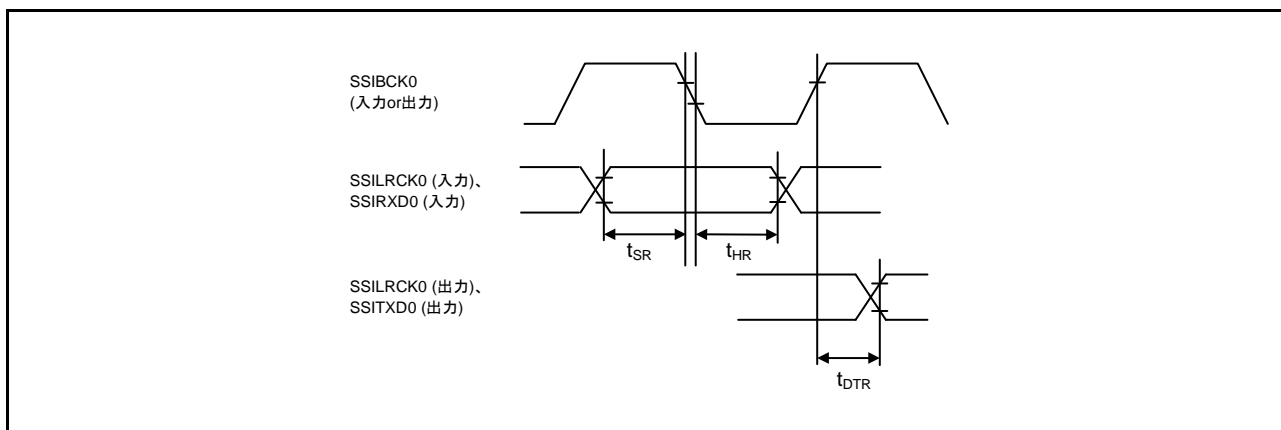 SSIBCK0
(入力or出力)
SSILRCK0 (入力)、
SSIRXD0 (入力)
tSR
tHR
SSILRCK0 (出力)、
SSITXD0 (出力)
tDTR